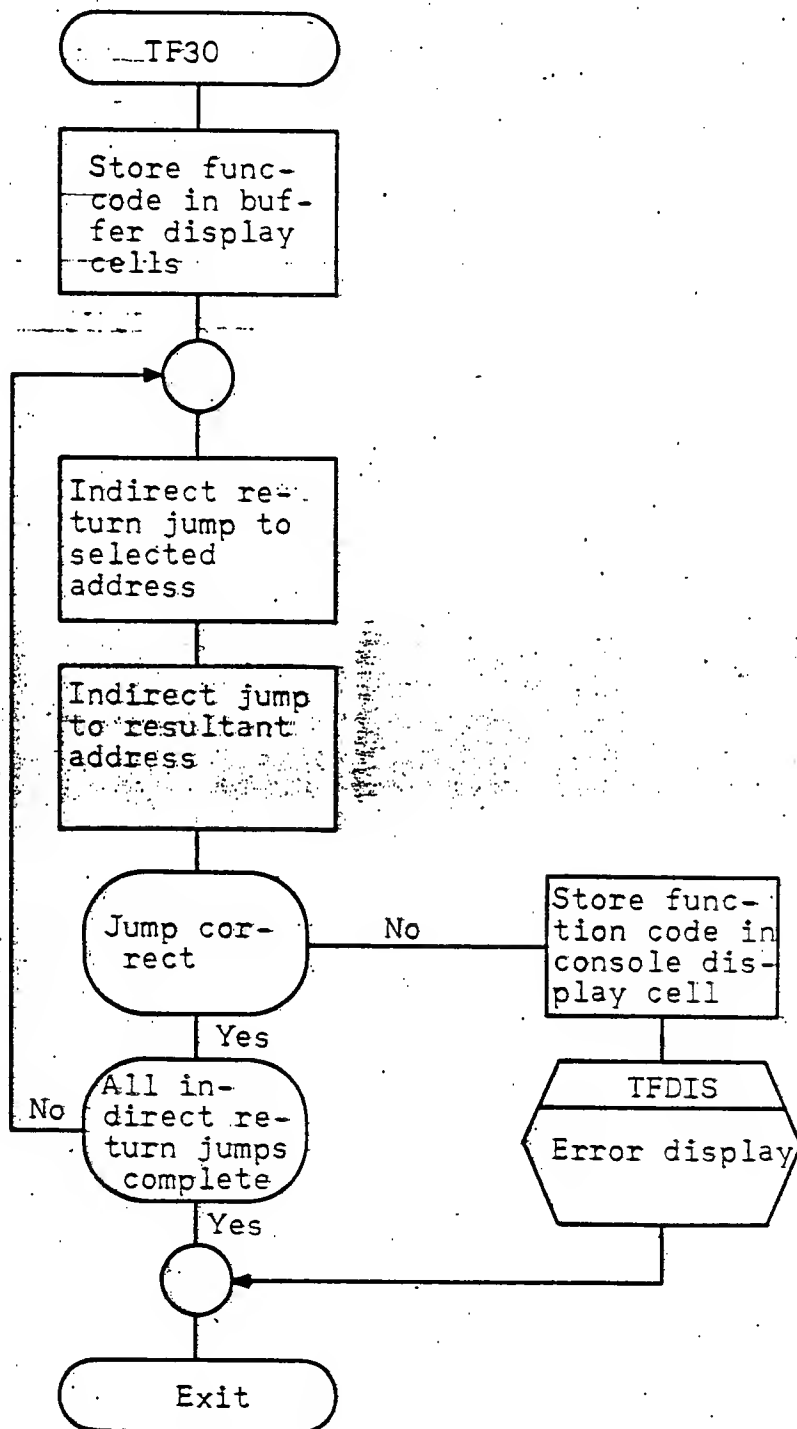 TF30
Store func-
code in buf-
fer display
cells
Indirect re-
turn jump to
selected
address
Indirect jump
to resultant
address
Jump cor-
rect
No
Store func-
tion code in
console dis-
play cell
Yes
TFDIS
Error display
All in-
direct re-
turn jumps
complete
No
Yes
Exit